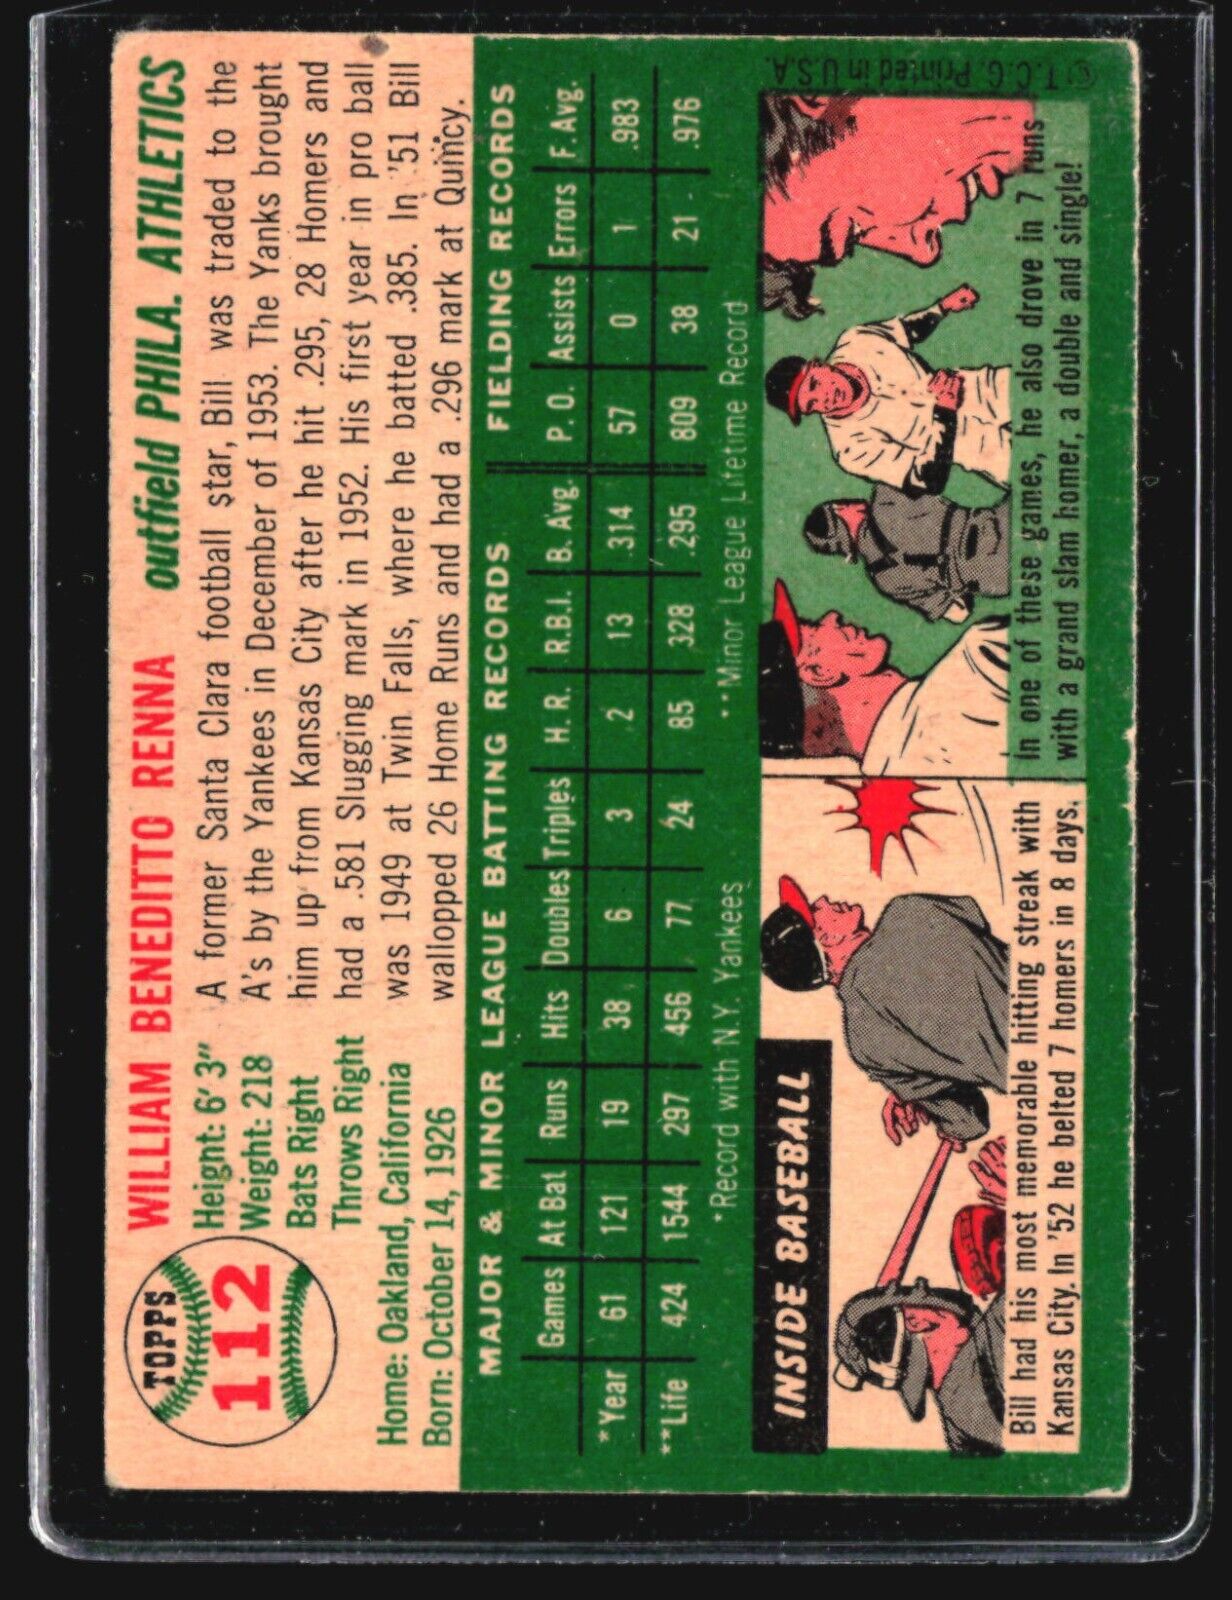 TOPPS
112
WILLIAM BENEDITTO RENNA outfield PHILA. ATHLETICS
Height: 6' 3"
Weight: 218
Bats Right
Throws Right
Home: Oakland, California
Born: October 14, 1926
A former Santa Clara football star, Bill was traded to the
A's by the Yankees in December of 1953. The Yanks brought
him up from Kansas City after he hit .295, 28 Homers and
had a .581 Slugging mark in 1952. His first year in pro ball
was 1949 at Twin Falls, where he batted .385. In '51 Bill
wallopped 26 Home Runs and had a .296 mark at Quincy.
MAJOR & MINOR LEAGUE BATTING RECORDS FIELDING RECORDS
Games At Bat Runs Hits Doubles Triples H. R. R.B.I. B. Avg. P. O. Assists Errors F. Avg.
*Year 61 121 19 38 6 3 2 13 .314 57 0 1 .983
**Life 424 1544 297 456 77 24 85 328 .295 809 38 21 .976
*Record with N.Y. Yankees **Minor League Lifetime Record
INSIDE BASEBALL
Bill had his most memorable hitting streak with
Kansas City. In '52 he belted 7 homers in 8 days.
In one of these games, he also drove in 7 runs
with a grand slam homer, a double and single!
© T.C.G. Printed in U.S.A.